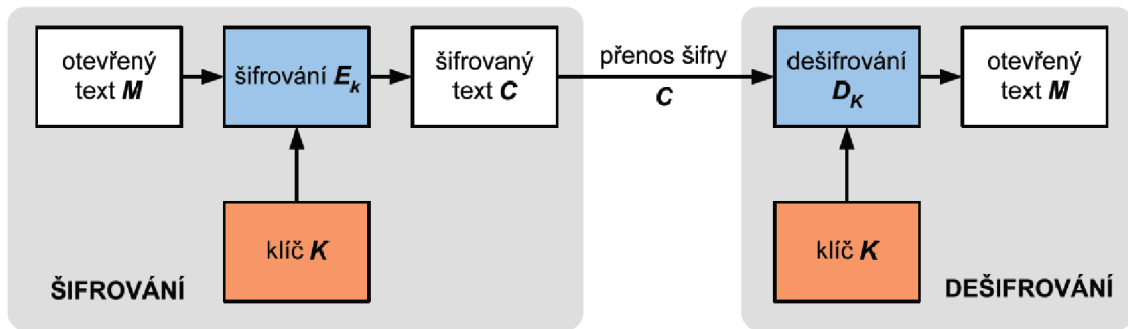 otevřený
text M
šifrování Ek
šifrovaný
text C
přenos šifry
C
dešifrování
DK
otevřený
text M
klíč K
klíč K
ŠIFROVÁNÍ
DEŠIFROVÁNÍ